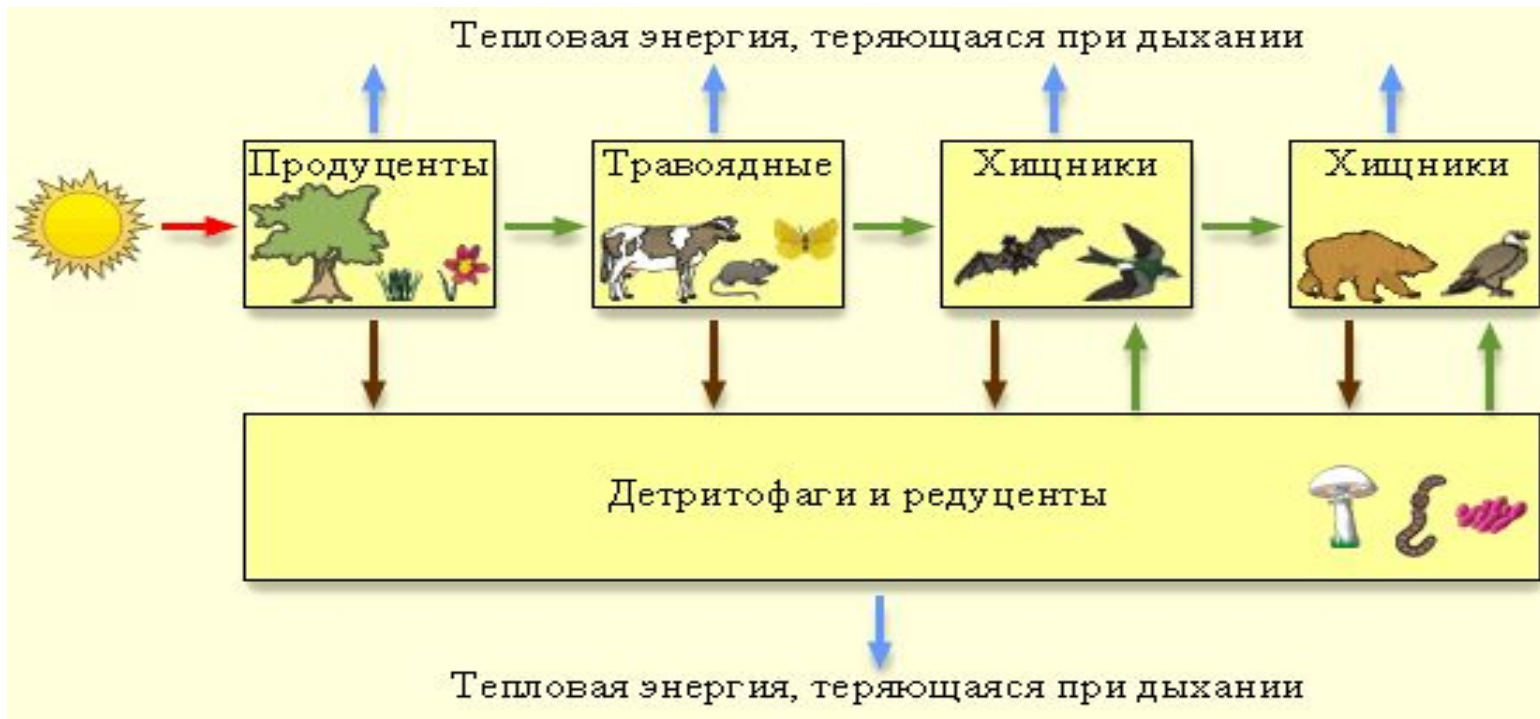 Тепловая энергия, теряющаяся при дыхании
Продуценты
Травоядные
Хищники
Хищники
Детритофаги и редуценты
Тепловая энергия, теряющаяся при дыхании